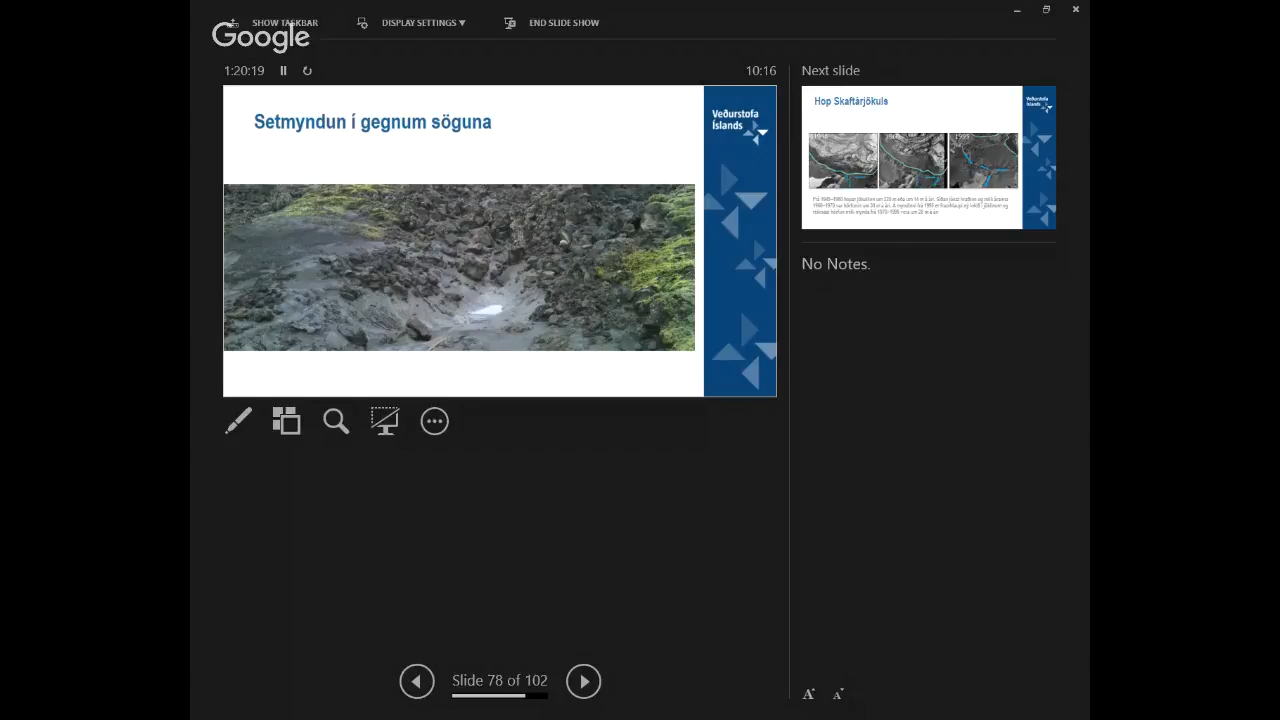 SHOW TASKBAR
DISPLAY SETTINGS ▼
END SLIDE SHOW
Google
1:20:19
10:16
Next slide
Setmyndun í gegnum söguna
Veðurstofa
Íslands
Hop Skaftárjökuls
Veðurstofa
Íslands
1995
No Notes.
Slide 78 of 102
A
A